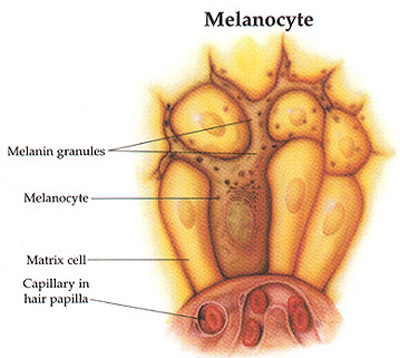 Melanocyte
Melanin granules
Melanocyte
Matrix cell
Capillary in
hair papilla